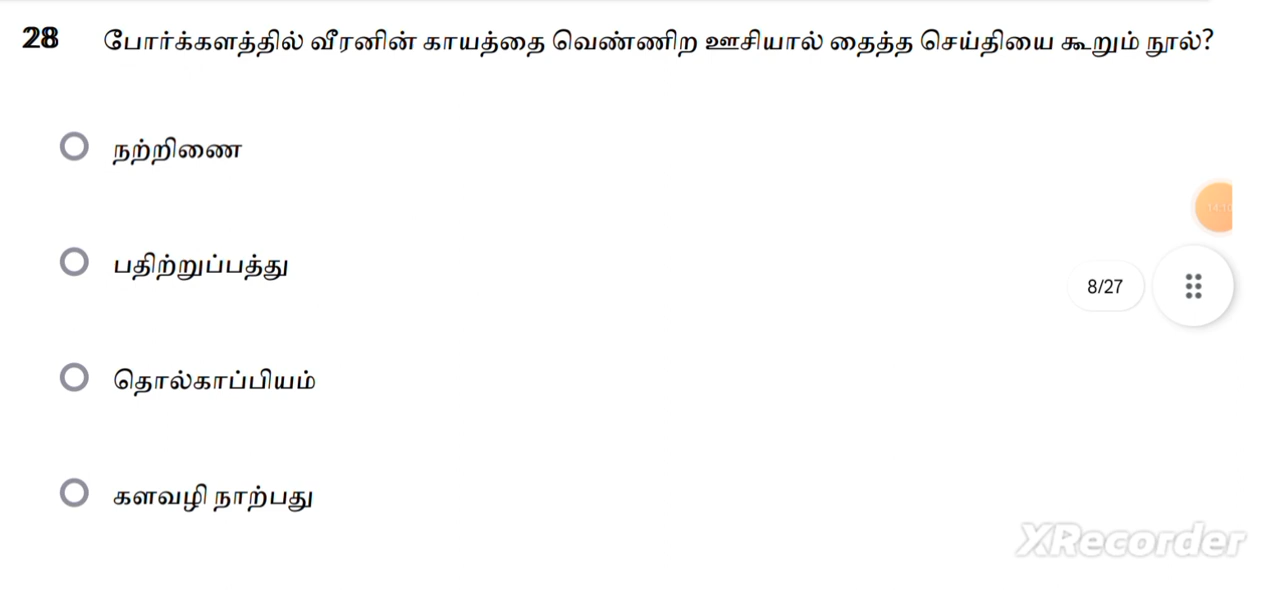 28 போர்க்களத்தில் வீரனின் காயத்தை வெண்ணிற ஊசியால் தைத்த செய்தியை கூறும் நூல்?
நற்றிணை
பதிற்றுப்பத்து
8/27
தொல்காப்பியம்
களவழி நாற்பது
XRecorder